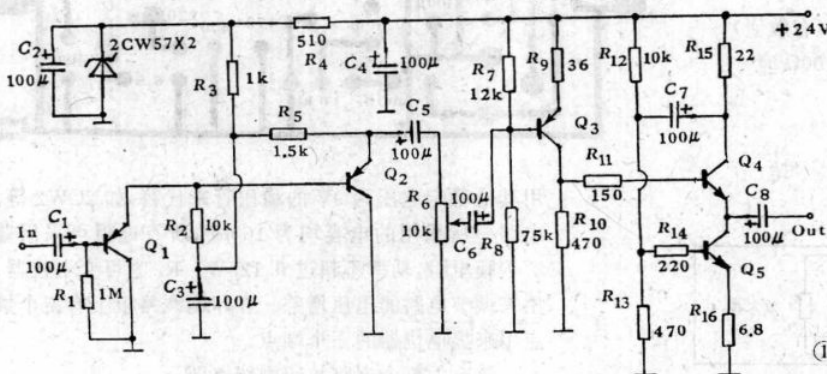 +24V
C2
100μ
2CW57X2
R3
1k
510
R4
C4
100μ
R7
12k
R9
36
R12
10k
R15
22
R5
1.5k
C5
100μ
Q3
C7
100μ
Q2
R6
10k
100μ
C6
R11
150
Q4
In
C1
100μ
Q1
R2
10k
R8
75k
R10
470
R14
220
C8
100μ
Out
Q5
R1
1M
C3
100μ
R13
470
R16
6.8
①